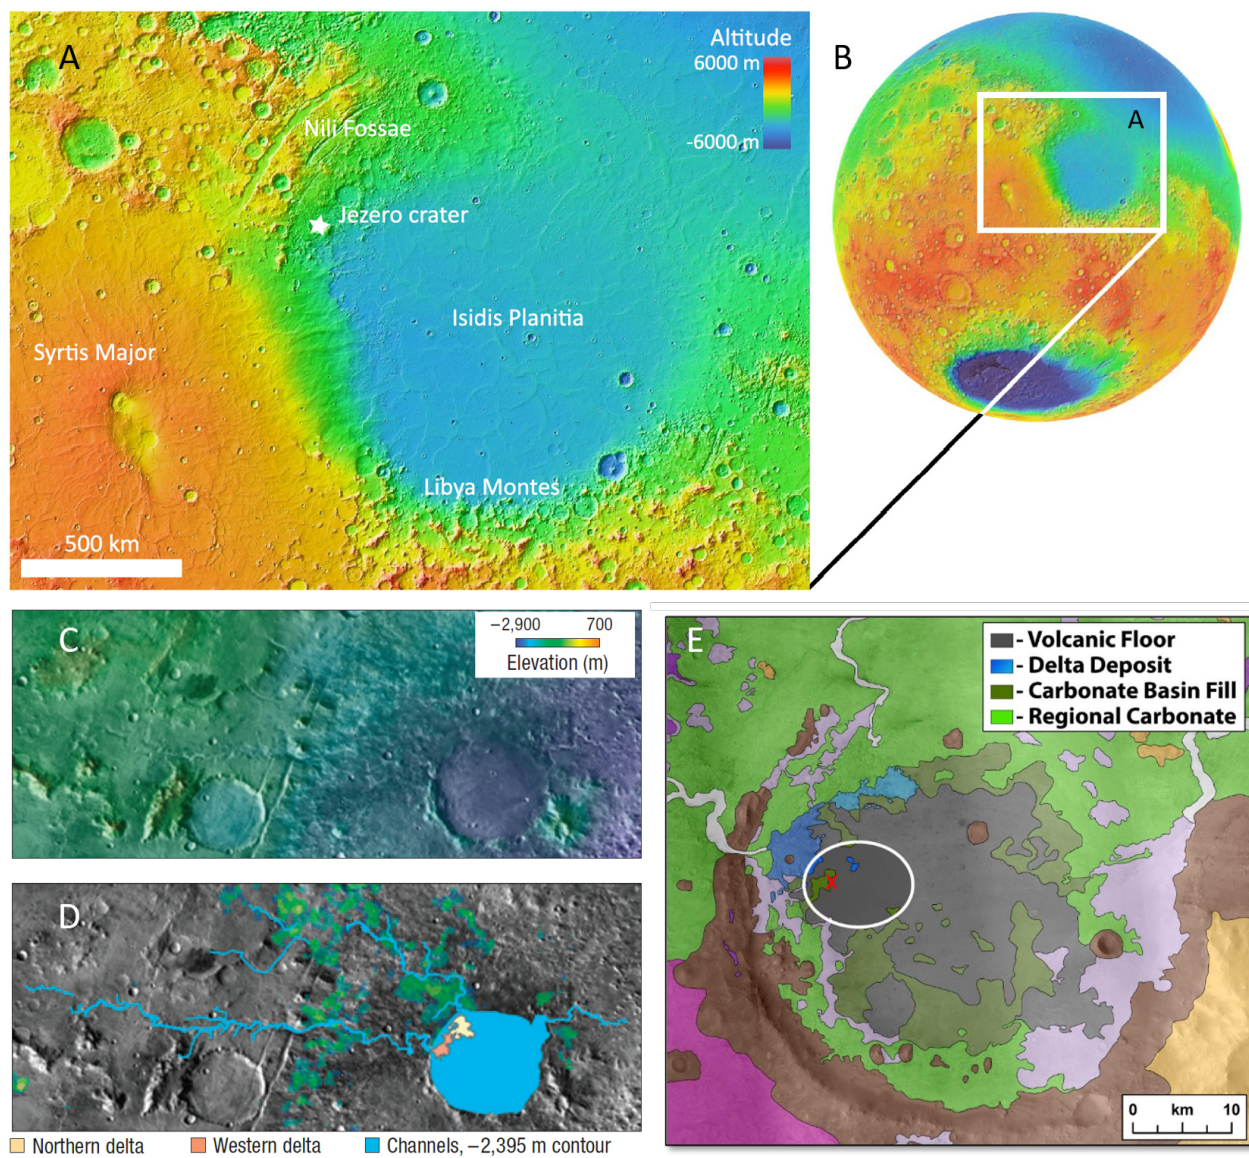 A
Altitude
6000 m
-6000 m
Nili Fossae
Jezero crater
Isidis Planitia
Syrtis Major
Libya Montes
500 km
B
A
C
−2,900 700
Elevation (m)
D
Northern delta Western delta Channels, −2,395 m contour
E
- Volcanic Floor
- Delta Deposit
- Carbonate Basin Fill
- Regional Carbonate
X
0 km 10